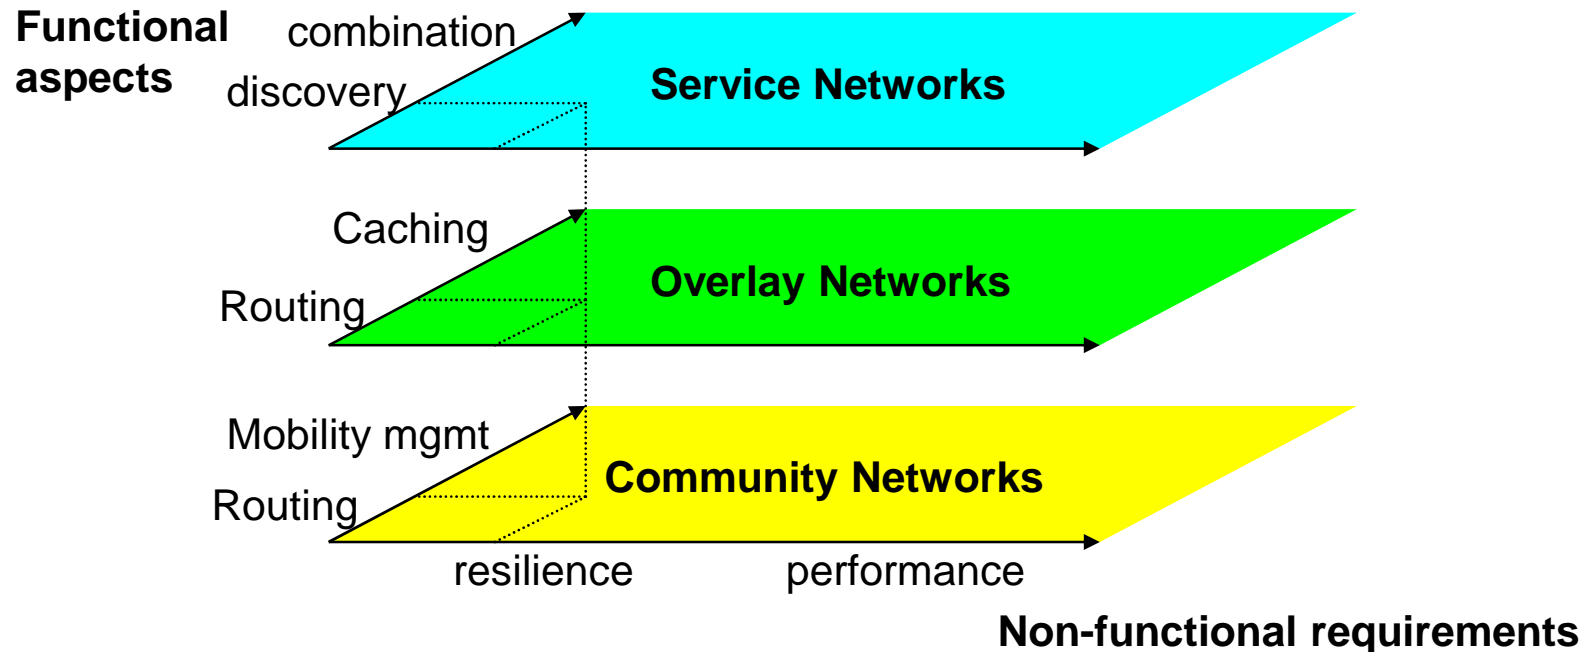 Functional
aspects
combination
discovery
Service Networks
Caching
Routing
Overlay Networks
Mobility mgmt
Routing
Community Networks
resilience
performance
Non-functional requirements